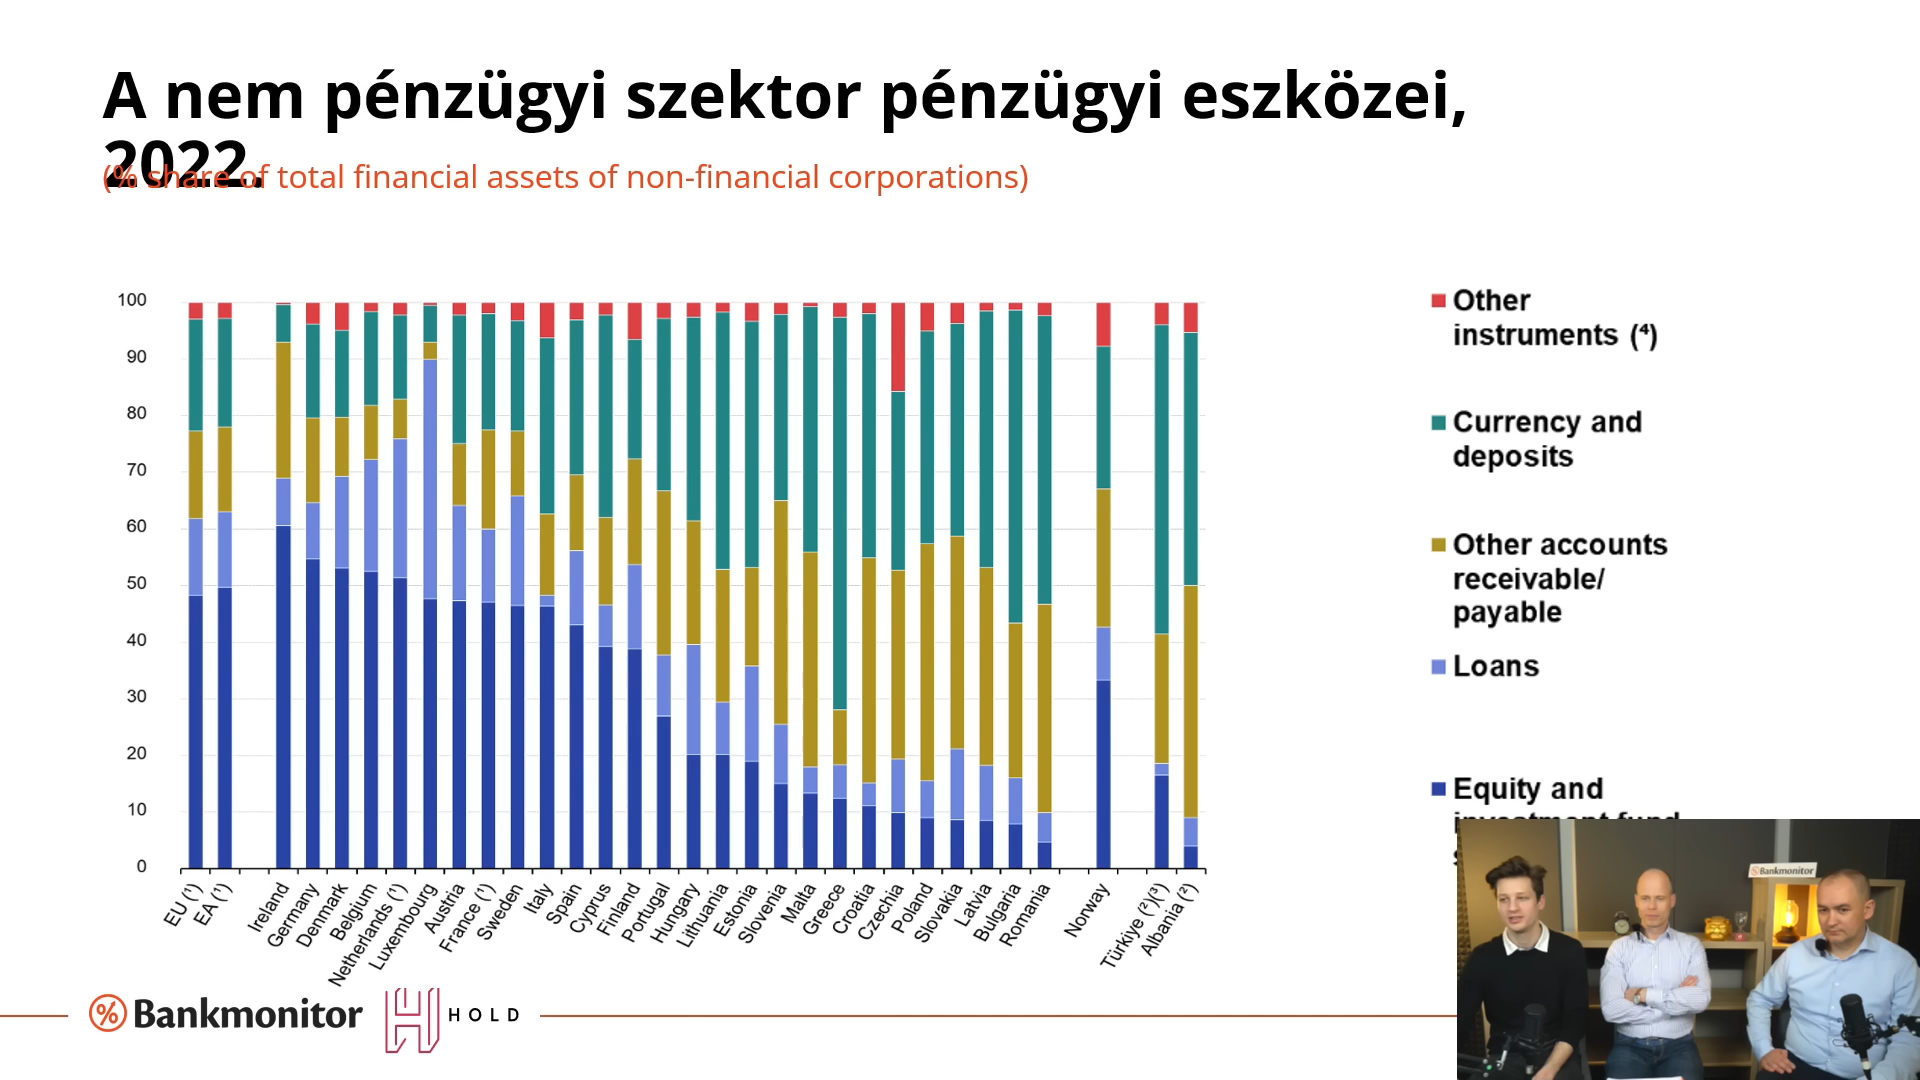 A nem pénzügyi szektor pénzügyi eszközei,
2022.
(% share of total financial assets of non-financial corporations)
100
90
80
70
60
50
40
30
20
10
0
EU (¹)
EA (¹)
Ireland
Germany
Denmark
Belgium
Netherlands (¹)
Luxembourg
Austria
France (¹)
Sweden
Italy
Spain
Cyprus
Finland
Portugal
Hungary
Lithuania
Estonia
Slovenia
Malta
Greece
Croatia
Czechia
Poland
Slovakia
Latvia
Bulgaria
Romania
Norway
Türkiye (²)(³)
Albania (²)
Other
instruments (⁴)
Currency and
deposits
Other accounts
receivable/
payable
Loans
Equity and
investment fund
Bankmonitor
HOLD
Bankmonitor